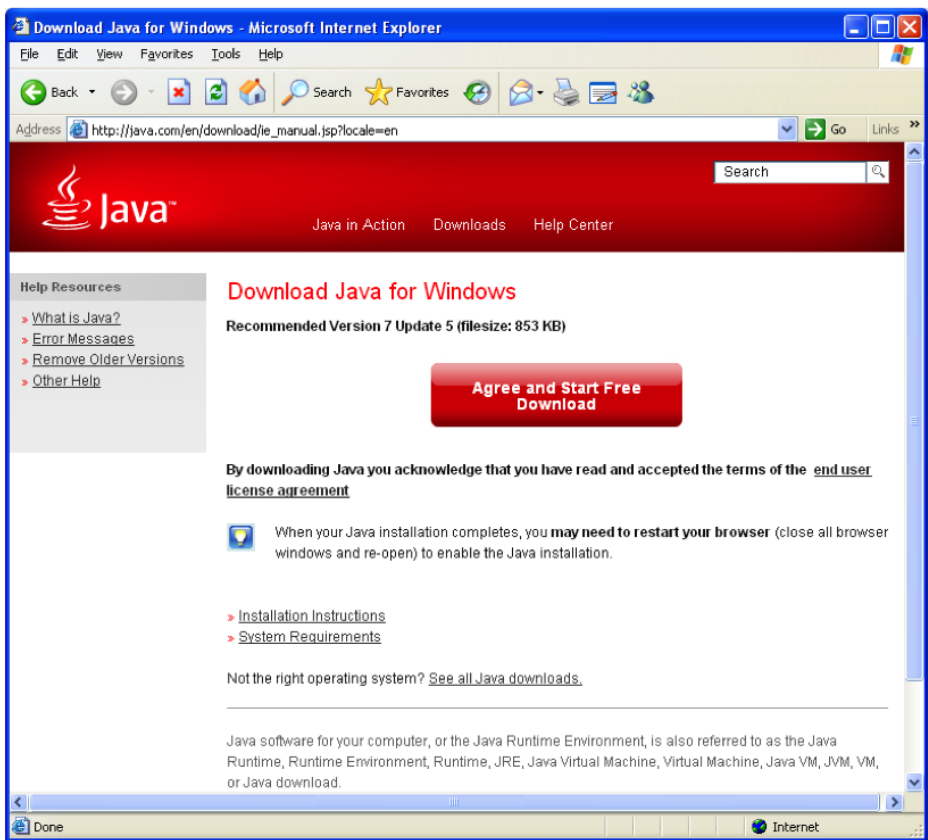 Download Java for Windows - Microsoft Internet Explorer
File Edit View Favorites Tools Help
Back Search Favorites
Address http://java.com/en/download/ie_manual.jsp?locale=en Go Links »
Search
Java™
Java in Action Downloads Help Center
Help Resources
» What is Java?
» Error Messages
» Remove Older Versions
» Other Help
Download Java for Windows
Recommended Version 7 Update 5 (filesize: 853 KB)
Agree and Start Free
Download
By downloading Java you acknowledge that you have read and accepted the terms of the end user
license agreement
When your Java installation completes, you may need to restart your browser (close all browser
windows and re-open) to enable the Java installation.
» Installation Instructions
» System Requirements
Not the right operating system? See all Java downloads.
Java software for your computer, or the Java Runtime Environment, is also referred to as the Java
Runtime, Runtime Environment, Runtime, JRE, Java Virtual Machine, Virtual Machine, Java VM, JVM, VM,
or Java download.
Done Internet